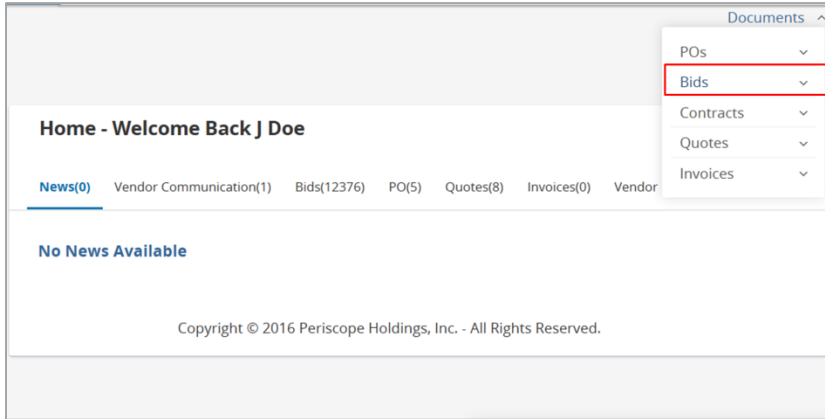 Documents
POs
Bids
Contracts
Quotes
Invoices
Home - Welcome Back J Doe
News(0) Vendor Communication(1) Bids(12376) PO(5) Quotes(8) Invoices(0) Vendor
No News Available
Copyright © 2016 Periscope Holdings, Inc. - All Rights Reserved.